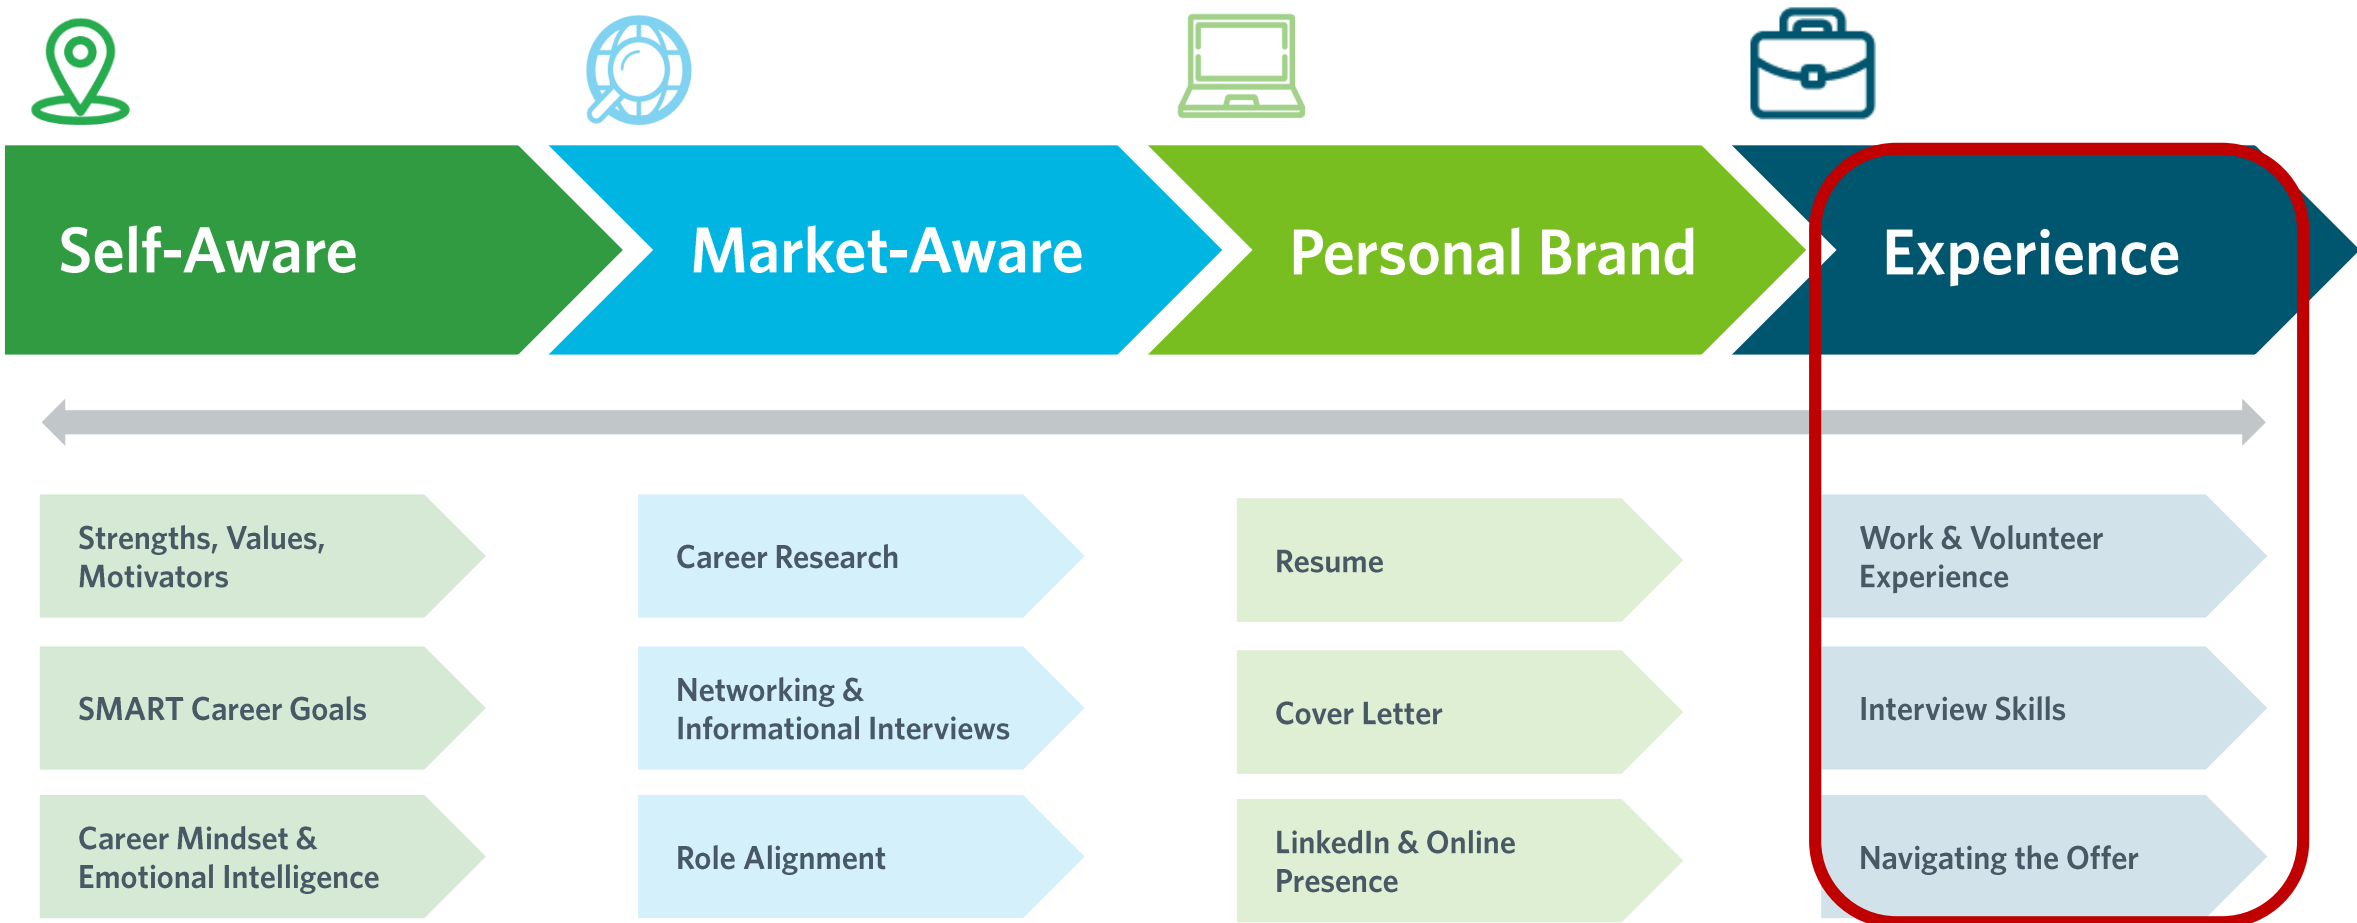 Self-Aware
Market-Aware
Personal Brand
Experience
Strengths, Values,
Motivators
SMART Career Goals
Career Mindset &
Emotional Intelligence
Career Research
Networking &
Informational Interviews
Role Alignment
Resume
Cover Letter
LinkedIn & Online
Presence
Work & Volunteer
Experience
Interview Skills
Navigating the Offer